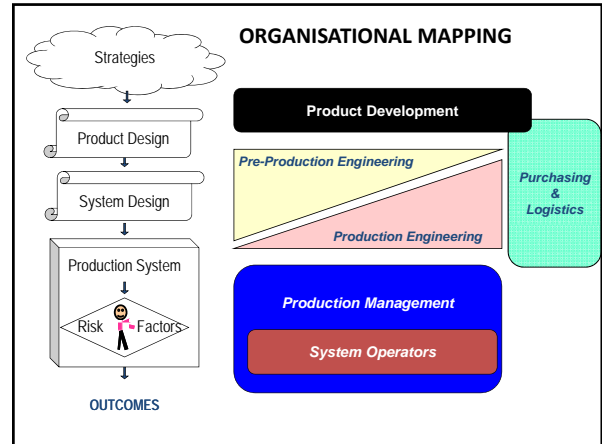 ORGANISATIONAL MAPPING
Strategies
Product Design
System Design
Production System
Risk Factors
OUTCOMES
Product Development
Pre-Production Engineering
Production Engineering
Purchasing
&
Logistics
Production Management
System Operators